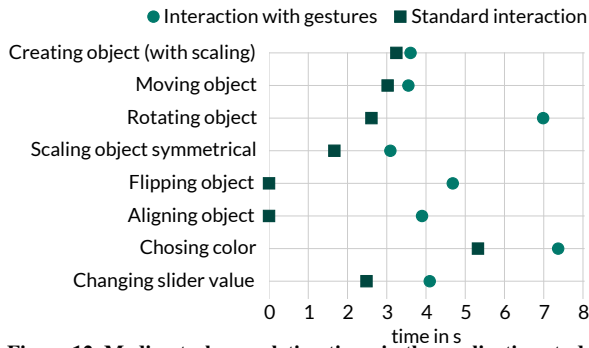 Interaction with gestures Standard interaction
Creating object (with scaling)
Moving object
Rotating object
Scaling object symmetrical
Flipping object
Aligning object
Chosing color
Changing slider value
0 1 2 3 4 5 6 7 8
time in s